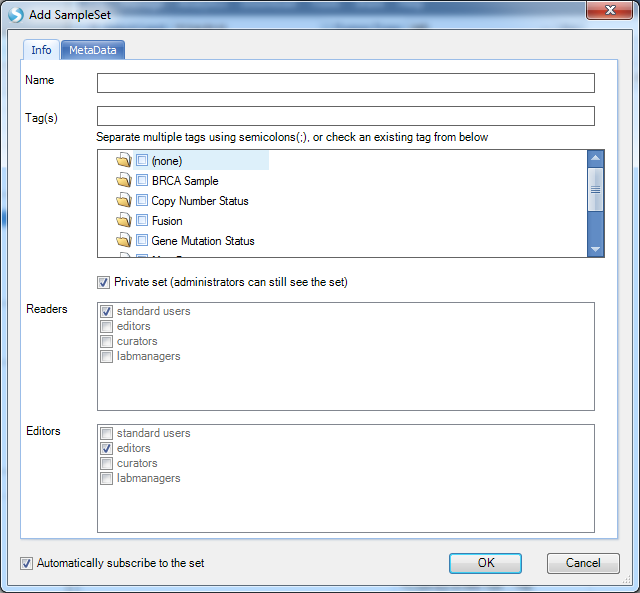 Add SampleSet
Info
MetaData
Name
Tag(s)
Separate multiple tags using semicolons(;), or check an existing tag from below
(none)
BRCA Sample
Copy Number Status
Fusion
Gene Mutation Status
Private set (administrators can still see the set)
Readers
standard users
editors
curators
labmanagers
Editors
standard users
editors
curators
labmanagers
Automatically subscribe to the set
OK
Cancel